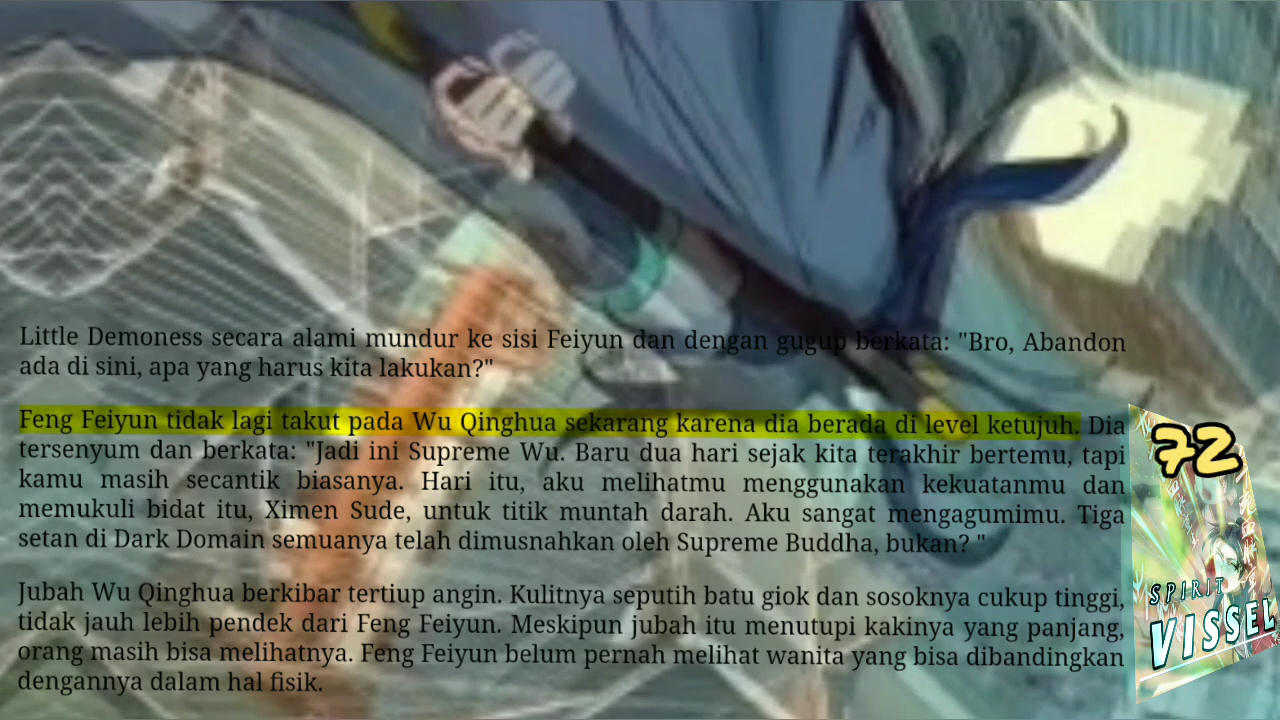 Little Demoness secara alami mundur ke sisi Feiyun dan dengan gugup berkata: "Bro, Abandon
ada di sini, apa yang harus kita lakukan?"
Feng Feiyun tidak lagi takut pada Wu Qinghua sekarang karena dia berada di level ketujuh. Dia
tersenyum dan berkata: "Jadi ini Supreme Wu. Baru dua hari sejak kita terakhir bertemu, tapi
kamu masih secantik biasanya. Hari itu, aku melihatmu menggunakan kekuatanmu dan
memukuli bidat itu, Ximen Sude, untuk titik muntah darah. Aku sangat mengagumimu. Tiga
setan di Dark Domain semuanya telah dimusnahkan oleh Supreme Buddha, bukan? "
Jubah Wu Qinghua berkibar tertiup angin. Kulitnya seputih batu giok dan sosoknya cukup tinggi,
tidak jauh lebih pendek dari Feng Feiyun. Meskipun jubah itu menutupi kakinya yang panjang,
orang masih bisa melihatnya. Feng Feiyun belum pernah melihat wanita yang bisa dibandingkan
dengannya dalam hal fisik.
72
SPIRIT
VISSEL